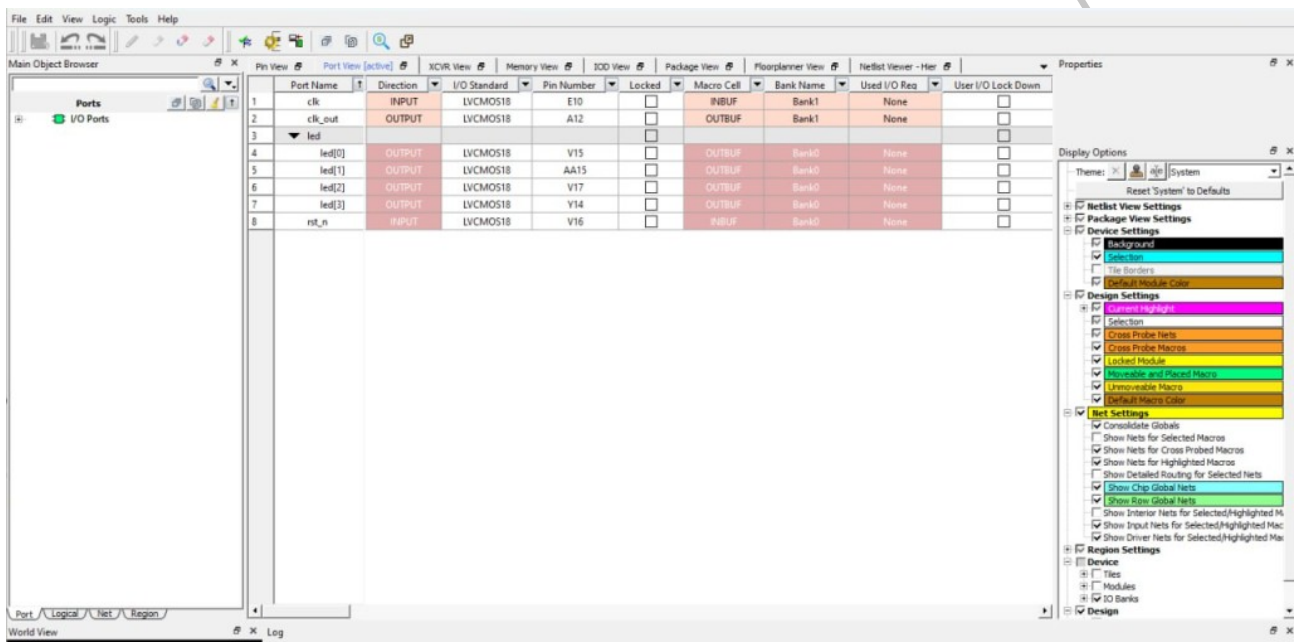 File Edit View Logic Tools Help
Main Object Browser
Ports
I/O Ports
Port Logical Net Region
World View
Pin View Port View [active] XCVR View Memory View IOD View Package View Floorplanner View Netlist Viewer - Hier
Port Name Direction I/O Standard Pin Number Locked Macro Cell Bank Name Used I/O Reg User I/O Lock Down
1 clk INPUT LVCMOS18 E10 INBUF Bank1 None
2 clk_out OUTPUT LVCMOS18 A12 OUTBUF Bank1 None
3 led
4 led[0] OUTPUT LVCMOS18 V15 OUTBUF Bank0 None
5 led[1] OUTPUT LVCMOS18 AA15 OUTBUF Bank0 None
6 led[2] OUTPUT LVCMOS18 V17 OUTBUF Bank0 None
7 led[3] OUTPUT LVCMOS18 Y14 OUTBUF Bank0 None
8 rst_n INPUT LVCMOS18 V16 INBUF Bank0 None
Log
Properties
Display Options
Theme: System
Reset 'System' to Defaults
Netlist View Settings
Package View Settings
Device Settings
Background
Selection
Tile Borders
Default Module Color
Design Settings
Current Highlight
Selection
Cross Probe Nets
Cross Probe Macros
Locked Module
Moveable and Placed Macro
Unmoveable Macro
Default Macro Color
Net Settings
Consolidate Globals
Show Nets for Selected Macros
Show Nets for Cross Probed Macros
Show Nets for Highlighted Macros
Show Detailed Routing for Selected Nets
Show Chip Global Nets
Show Row Global Nets
Show Interior Nets for Selected/Highlighted M
Show Input Nets for Selected/Highlighted Mac
Show Driver Nets for Selected/Highlighted Mac
Region Settings
Device
Tiles
Modules
IO Banks
Design